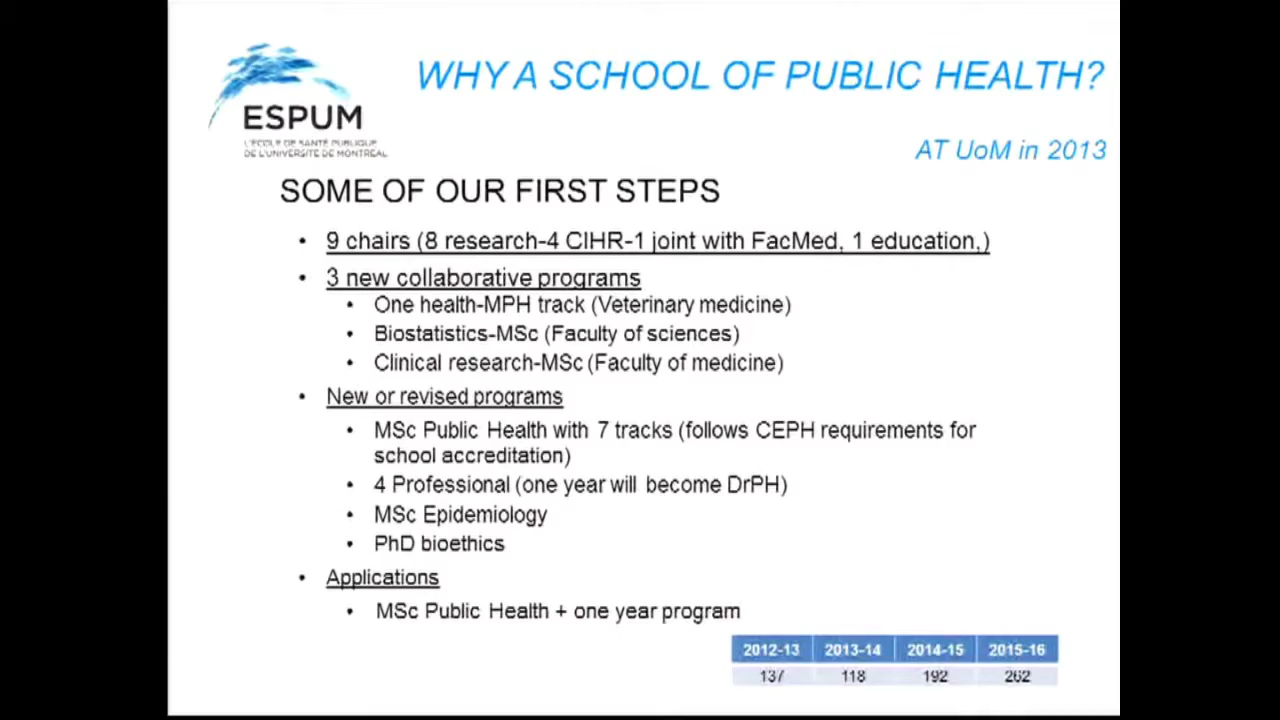 WHY A SCHOOL OF PUBLIC HEALTH?
ESPUM
L'ÉCOLE DE SANTÉ PUBLIQUE
DE L'UNIVERSITÉ DE MONTRÉAL
AT UoM in 2013
SOME OF OUR FIRST STEPS
• 9 chairs (8 research-4 CIHR-1 joint with FacMed, 1 education,)
• 3 new collaborative programs
• One health-MPH track (Veterinary medicine)
• Biostatistics-MSc (Faculty of sciences)
• Clinical research-MSc (Faculty of medicine)
• New or revised programs
• MSc Public Health with 7 tracks (follows CEPH requirements for
school accreditation)
• 4 Professional (one year will become DrPH)
• MSc Epidemiology
• PhD bioethics
• Applications
• MSc Public Health + one year program
2012-13 2013-14 2014-15 2015-16
137 118 192 262